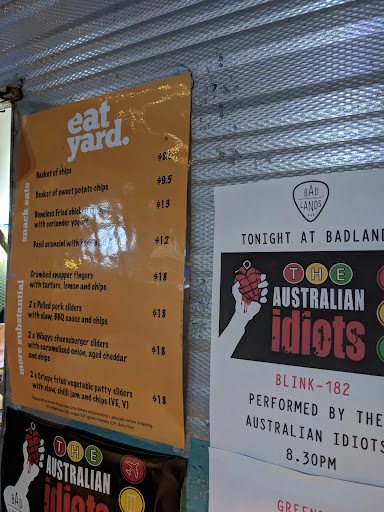 eat
yard.
snack eats
Basket of chips
Basket of sweet potato chips $9.5
Boneless fried $13
with coriander yogurt
Basil arancini with $12
more substantial
Crumbed snapper fingers $18
with tartare, lemon and chips
2 x Pulled pork sliders $18
with slaw, BBQ sauce and chips
2 x Wagyu cheeseburger sliders $18
with caramelised onion, aged cheddar
and chips
2 x Crispy fried vegetable patty sliders $18
with slaw, chilli jam and chips (VE, V)
THE
AUSTRALIAN
idiots
BAD
BAD
LANDS
TONIGHT AT BADLAND
THE
AUSTRALIAN
idiots
BLINK-182
PERFORMED BY THE
AUSTRALIAN IDIOTS
8.30PM